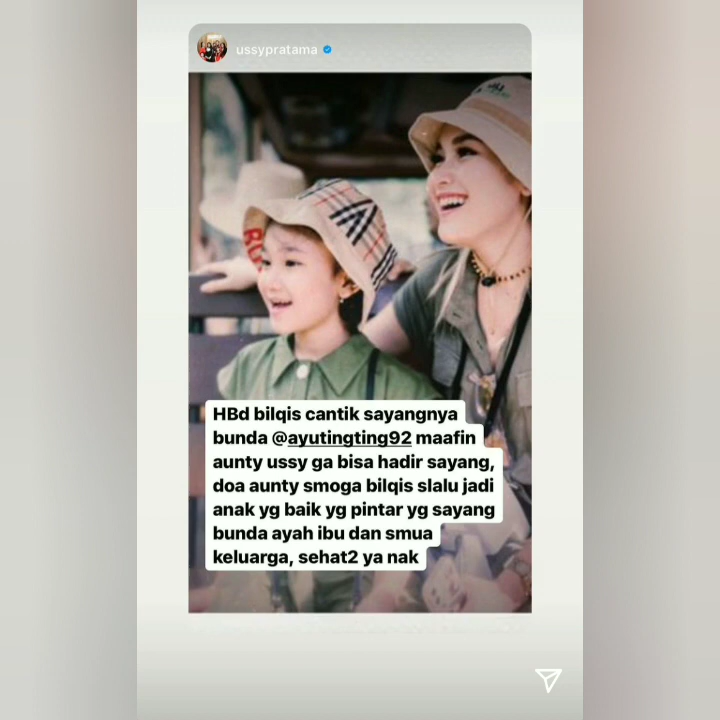 ussypratama
HBd bilqis cantik sayangnya
bunda @ayutingting92 maafin
aunty ussy ga bisa hadir sayang,
doa aunty smoga bilqis slalu jadi
anak yg baik yg pintar yg sayang
bunda ayah ibu dan smua
keluarga, sehat2 ya nak